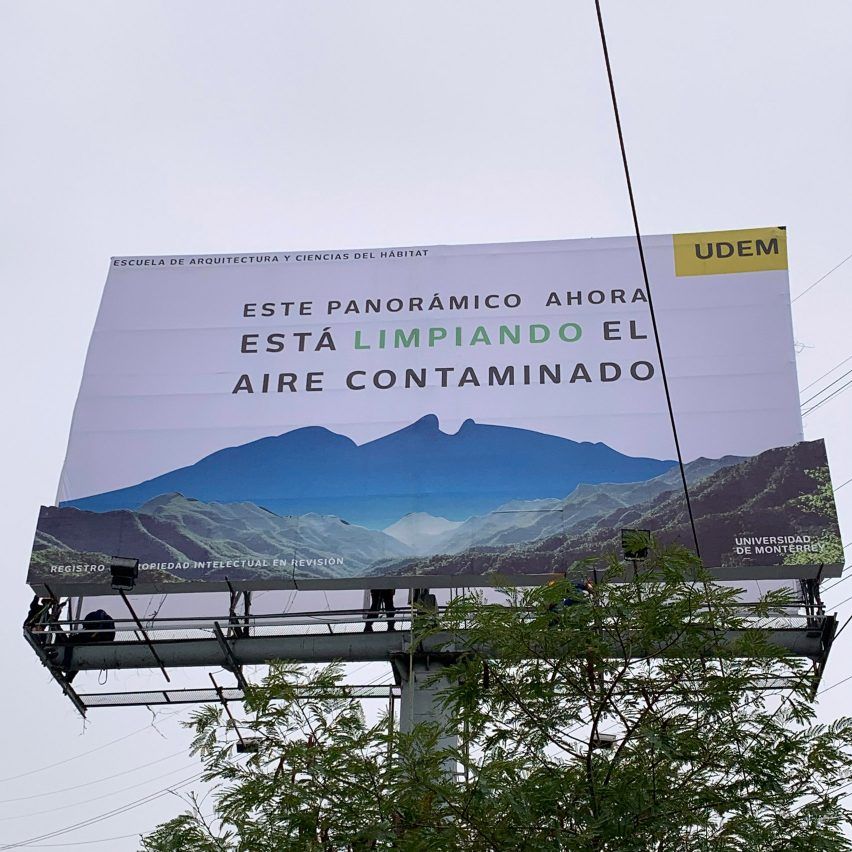 ESCUELA DE ARQUITECTURA Y CIENCIAS DEL HÁBITAT
UDEM
ESTE PANORÁMICO AHORA
ESTÁ LIMPIANDO EL
AIRE CONTAMINADO
UNIVERSIDAD
DE MONTERREY
REGISTRO PROPIEDAD INTELECTUAL EN REVISIÓN